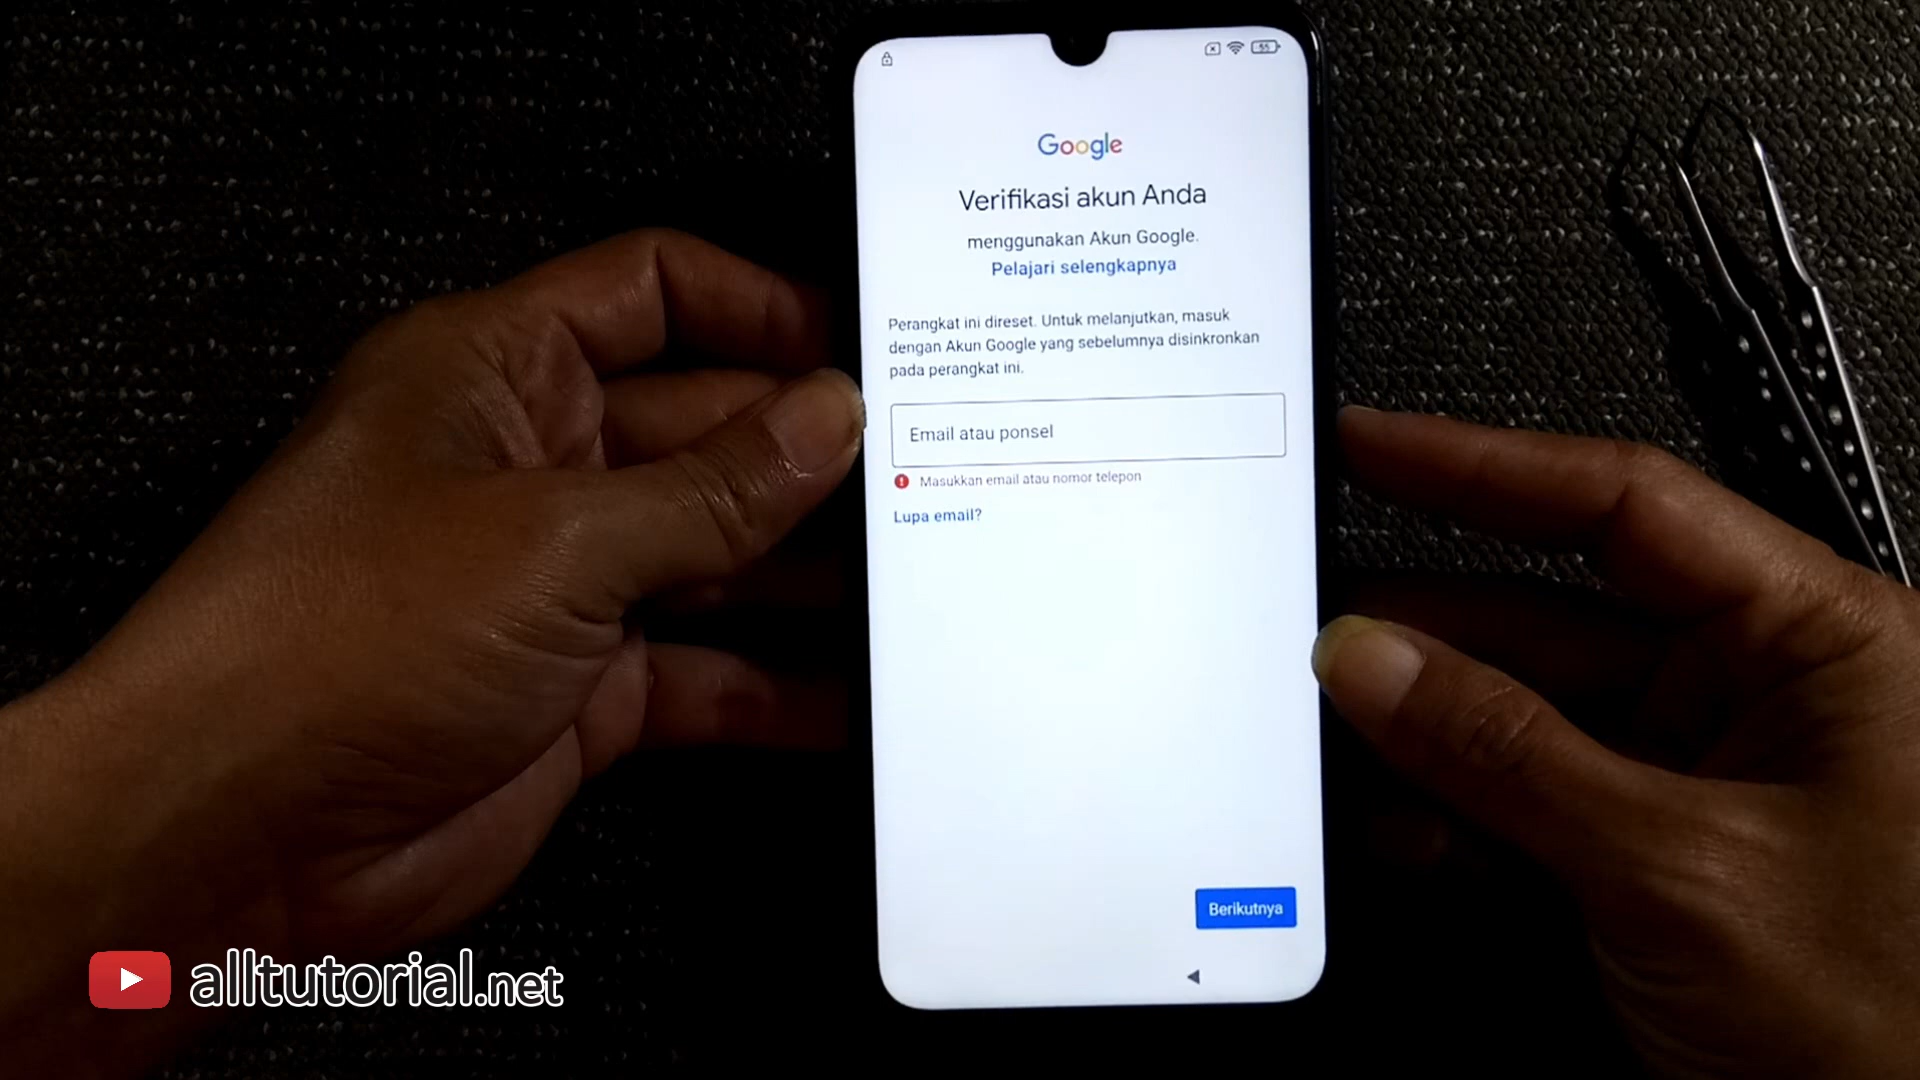 55
Google
Verifikasi akun Anda
menggunakan Akun Google.
Pelajari selengkapnya
Perangkat ini direset. Untuk melanjutkan, masuk
dengan Akun Google yang sebelumnya disinkronkan
pada perangkat ini.
Email atau ponsel
Masukkan email atau nomor telepon
Lupa email?
Berikutnya
alltutorial.net